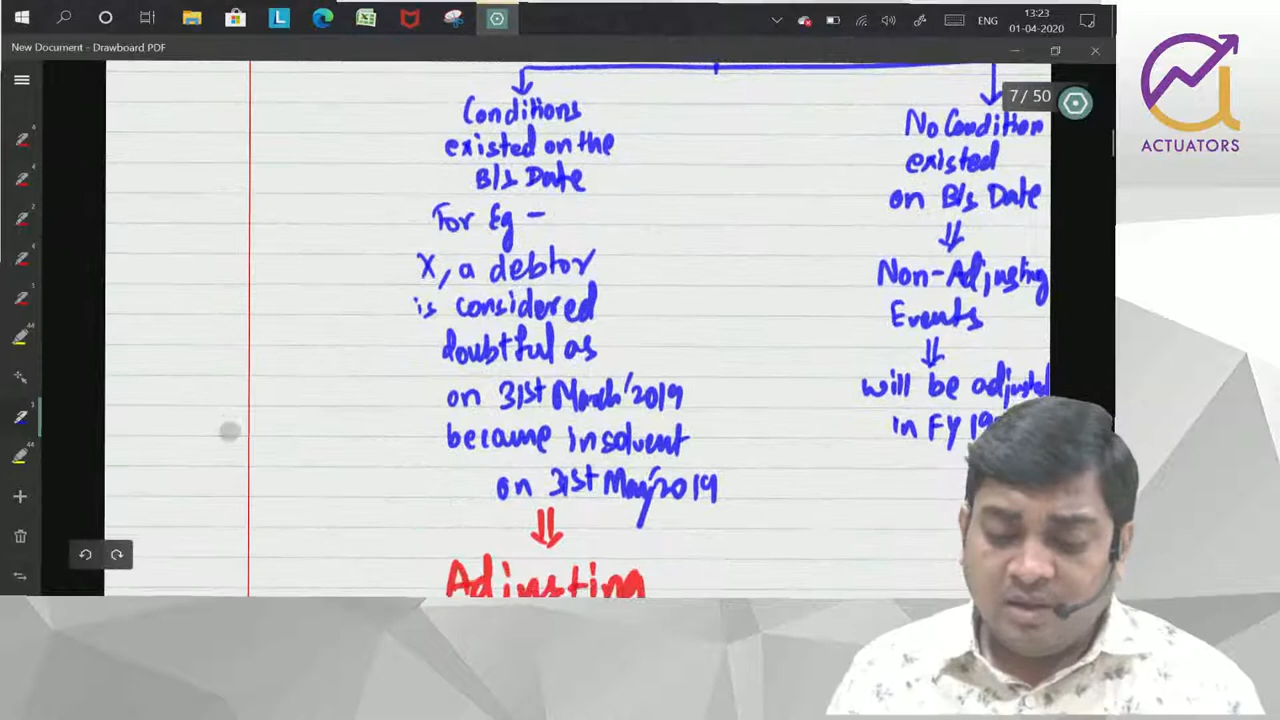 13:23
ENG
01-04-2020
New Document - Drawboard PDF
7 / 50
ACTUATORS
Conditions
existed on the
B/s Date
For Eg -
X, a debtor
is considered
doubtful as
on 31st March'2019
became insolvent
on 31st May'2019
Adjusting
No Condition
existed
on B/s Date
Non-Adjusting
Events
will be adjusted
in FY 19